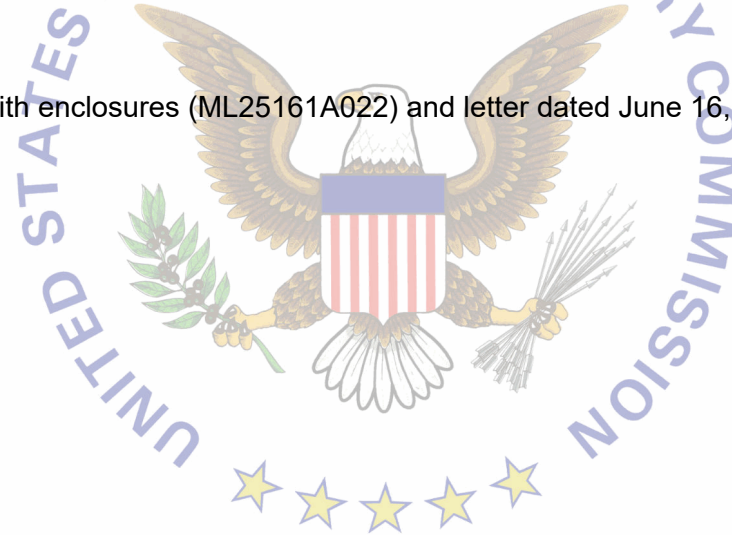 ith enclosures (ML25161A022) and letter dated June 16,
UNITED STATES
Y COMMISSION